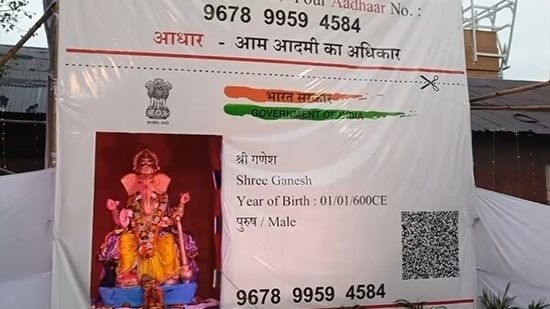 Your Aadhaar No. :
9678 9959 4584
आधार - आम आदमी का अधिकार
भारत सरकार
GOVERNMENT OF INDIA
श्री गणेश
Shree Ganesh
Year of Birth : 01/01/600CE
पुरुष / Male
9678 9959 4584